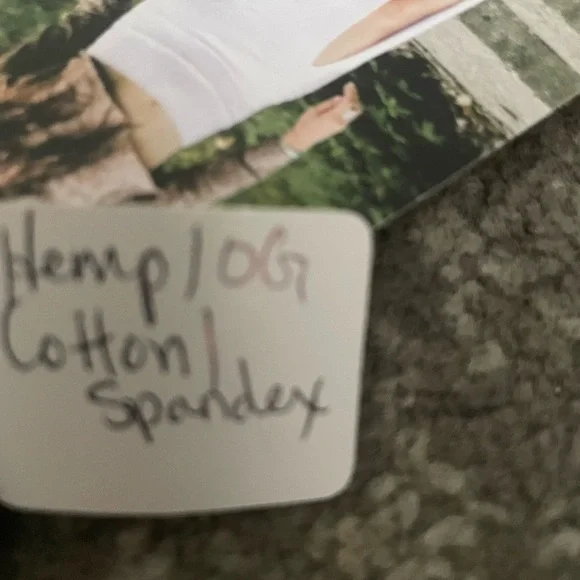 Hemp / OG
Cotton /
Spandex